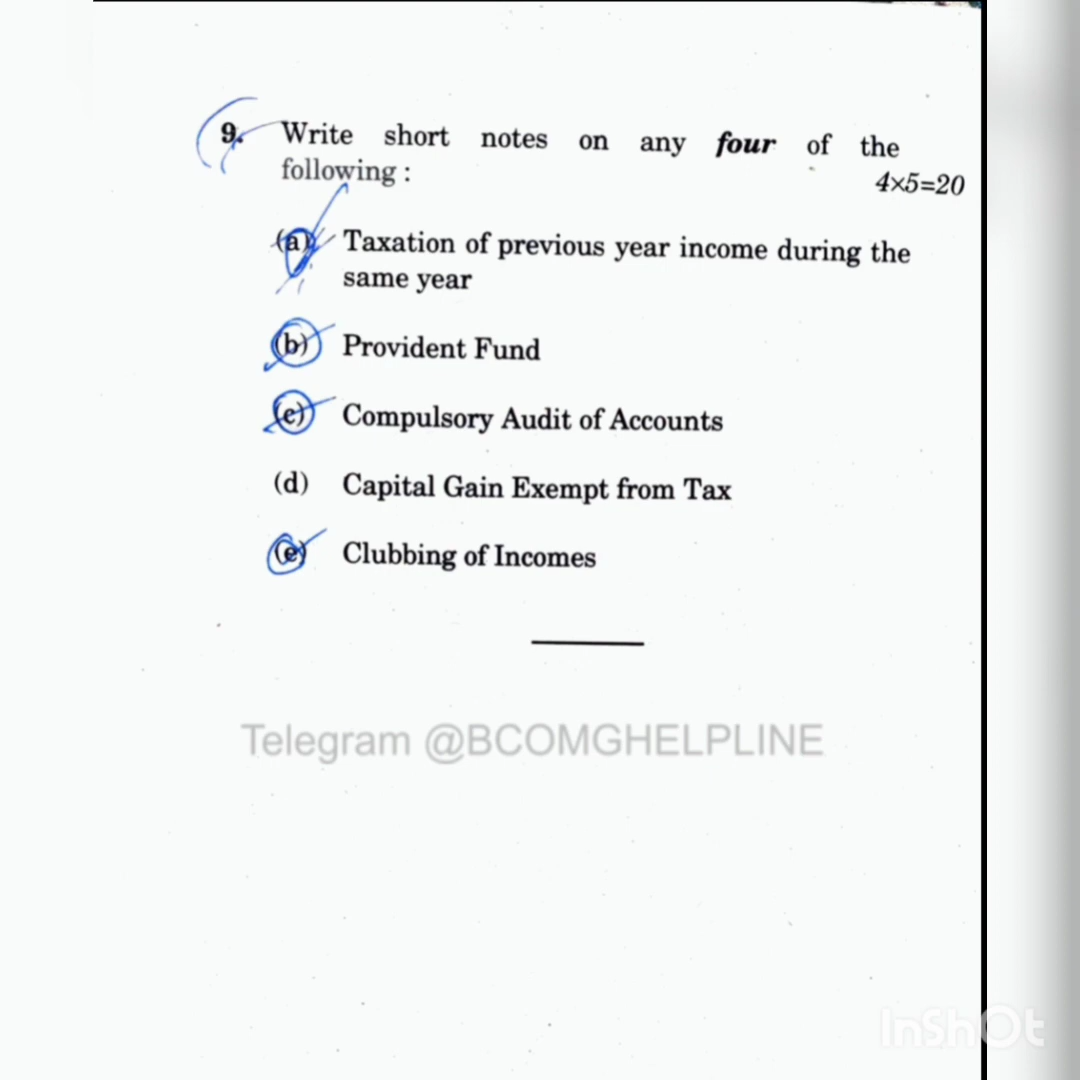 9. Write short notes on any four of the
following :
4×5=20
(a) Taxation of previous year income during the
same year
(b) Provident Fund
(c) Compulsory Audit of Accounts
(d) Capital Gain Exempt from Tax
(e) Clubbing of Incomes
Telegram @BCOMGHELPLINE
InShOt